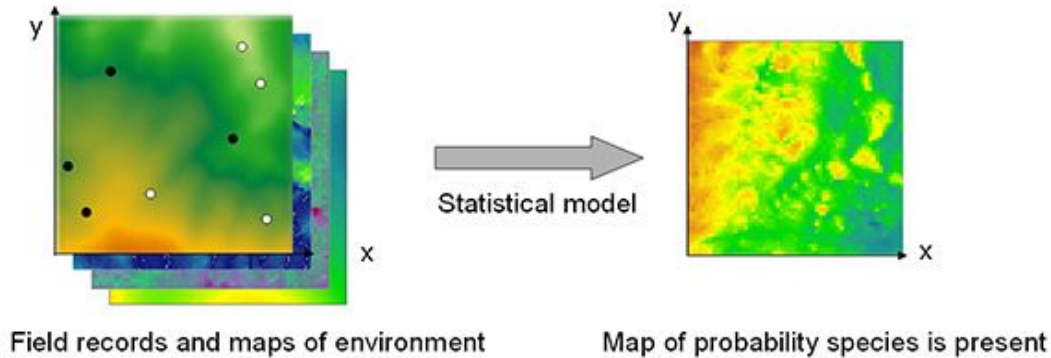 y
x
Statistical model
y
x
Field records and maps of environment
Map of probability species is present